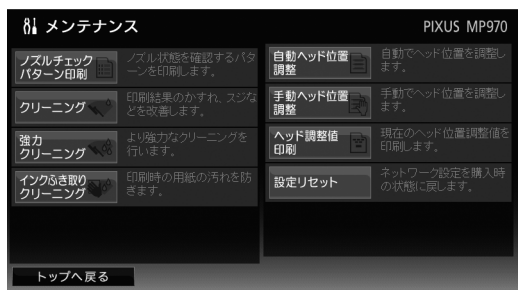 メンテナンス
PIXUS MP970
ノズルチェック
パターン印刷
ノズル状態を確認するパタ
ーンを印刷します。
クリーニング
印刷結果のかすれ、スジな
どを改善します。
強力
クリーニング
より強力なクリーニングを
行います。
インクふき取り
クリーニング
印刷時の用紙の汚れを防
ぎます。
自動ヘッド位置
調整
自動でヘッド位置を調整し
ます。
手動ヘッド位置
調整
手動でヘッド位置を調整し
ます。
ヘッド調整値
印刷
現在のヘッド位置調整値を
印刷します。
設定リセット
ネットワーク設定を購入時
の状態に戻します。
トップへ戻る